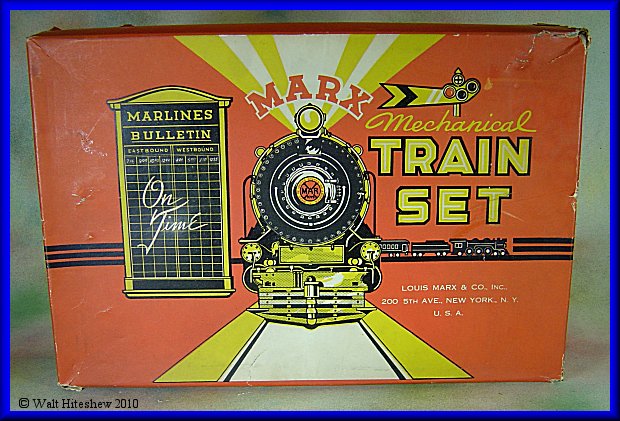 MARX
Mechanical
TRAIN
SET
MARLINES
BULLETIN
EASTBOUND WESTBOUND
On
Time
MAR
LOUIS MARX & CO., INC.,
200 5TH AVE., NEW YORK, N. Y.
U. S. A.
© Walt Hiteshew 2010